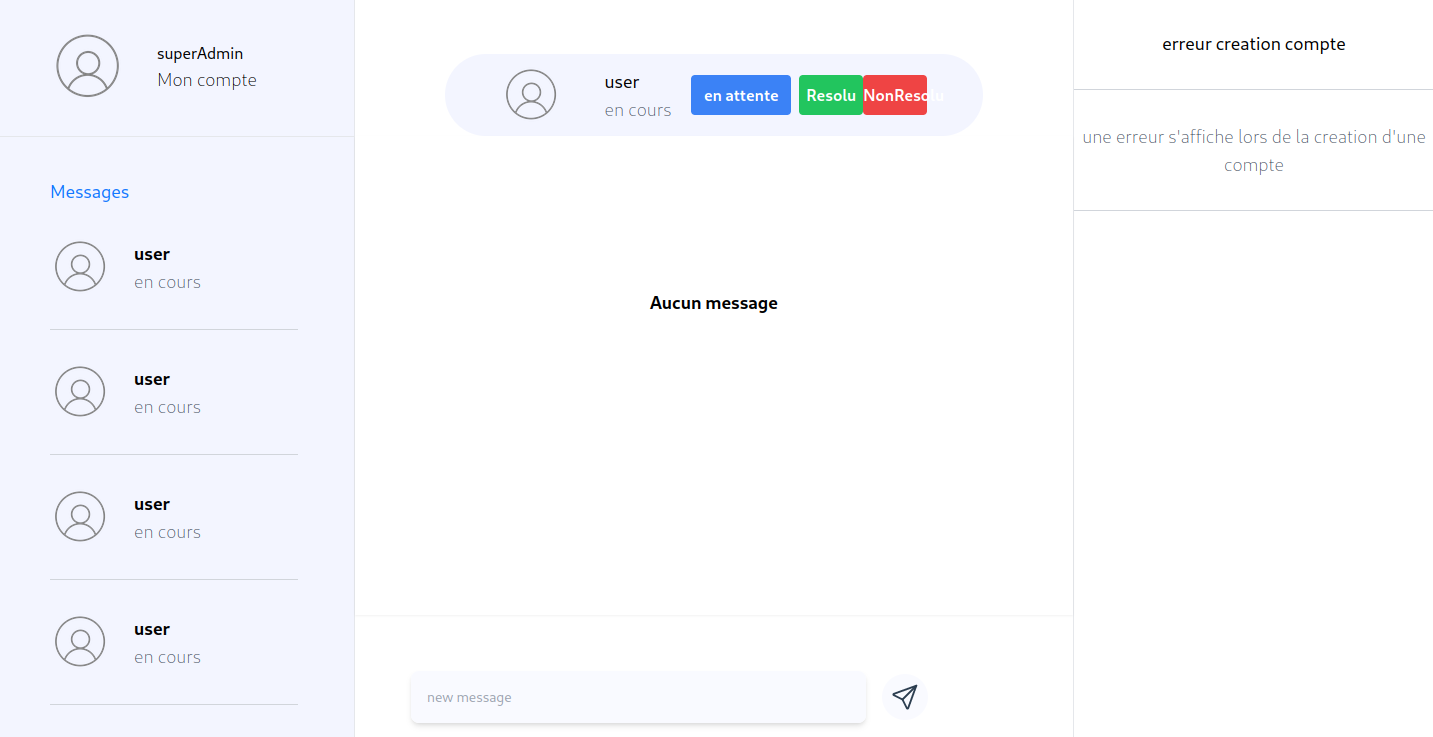 superAdmin
Mon compte
Messages
user
en cours
user
en cours
user
en cours
user
en cours
user
en cours
en attente
Resolu
NonResolu
Aucun message
new message
erreur creation compte
une erreur s'affiche lors de la creation d'une
compte